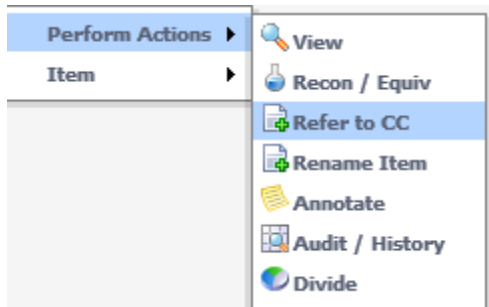 Perform Actions
Item
View
Recon / Equiv
Refer to CC
Rename Item
Annotate
Audit / History
Divide